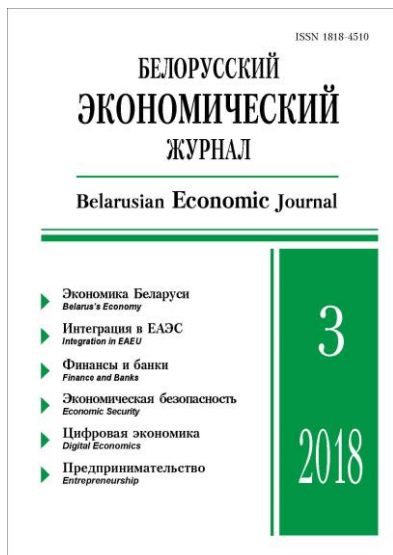 ISSN 1818-4510
БЕЛОРУССКИЙ
ЭКОНОМИЧЕСКИЙ
ЖУРНАЛ
Belarusian Economic Journal
Экономика Беларуси
Belarus's Economy
Интеграция в ЕАЭС
Integration in EAEU
Финансы и банки
Finance and Banks
Экономическая безопасность
Economic Security
Цифровая экономика
Digital Economics
Предпринимательство
Entrepreneurship
3
2018